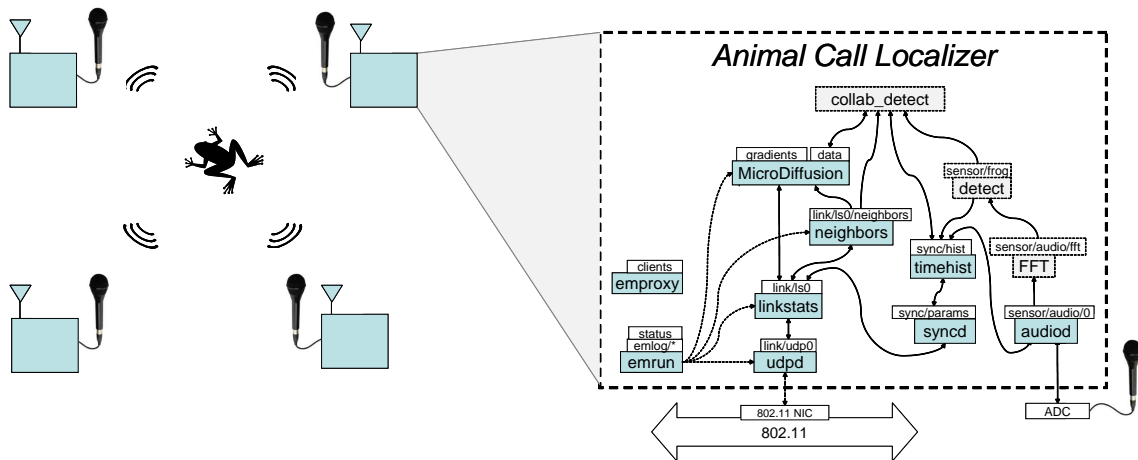 Animal Call Localizer
collab_detect
gradients
data
MicroDiffusion
sensor/frog
detect
link/ls0/neighbors
neighbors
sync/hist
timehist
sensor/audio/fft
FFT
clients
emproxy
link/ls0
linkstats
sync/params
syncd
sensor/audio/0
audiod
status
emlog/*
emrun
link/udp0
udpd
802.11 NIC
802.11
ADC